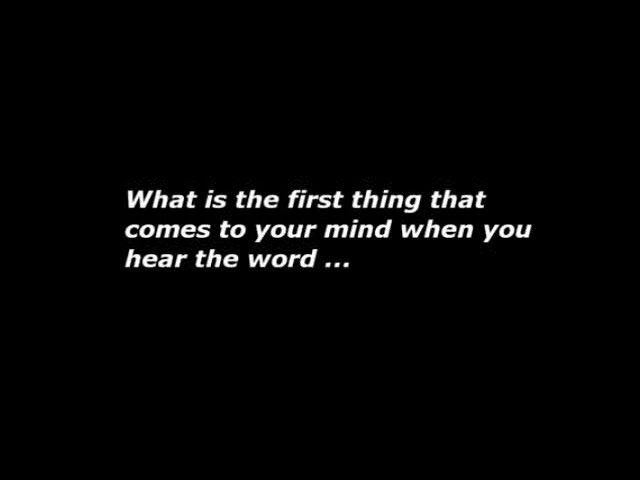 What is the first thing that
comes to your mind when you
hear the word ...